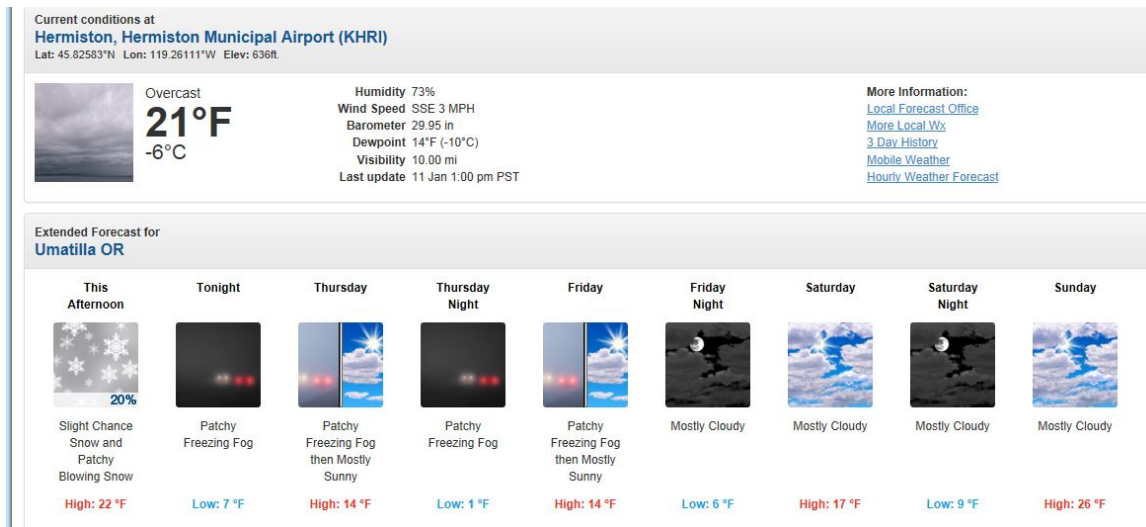 Current conditions at
Hermiston, Hermiston Municipal Airport (KHRI)
Lat: 45.82583°N Lon: 119.26111°W Elev: 636ft.
Overcast
21°F
-6°C
Humidity 73%
Wind Speed SSE 3 MPH
Barometer 29.95 in
Dewpoint 14°F (-10°C)
Visibility 10.00 mi
Last update 11 Jan 1:00 pm PST
More Information:
Local Forecast Office
More Local Wx
3 Day History
Mobile Weather
Hourly Weather Forecast
Extended Forecast for
Umatilla OR
This
Afternoon
20%
Slight Chance
Snow and
Patchy
Blowing Snow
High: 22 °F
Tonight
Patchy
Freezing Fog
Low: 7 °F
Thursday
Patchy
Freezing Fog
then Mostly
Sunny
High: 14 °F
Thursday
Night
Patchy
Freezing Fog
Low: 1 °F
Friday
Patchy
Freezing Fog
then Mostly
Sunny
High: 14 °F
Friday
Night
Mostly Cloudy
Low: 6 °F
Saturday
Mostly Cloudy
High: 17 °F
Saturday
Night
Mostly Cloudy
Low: 9 °F
Sunday
Mostly Cloudy
High: 26 °F